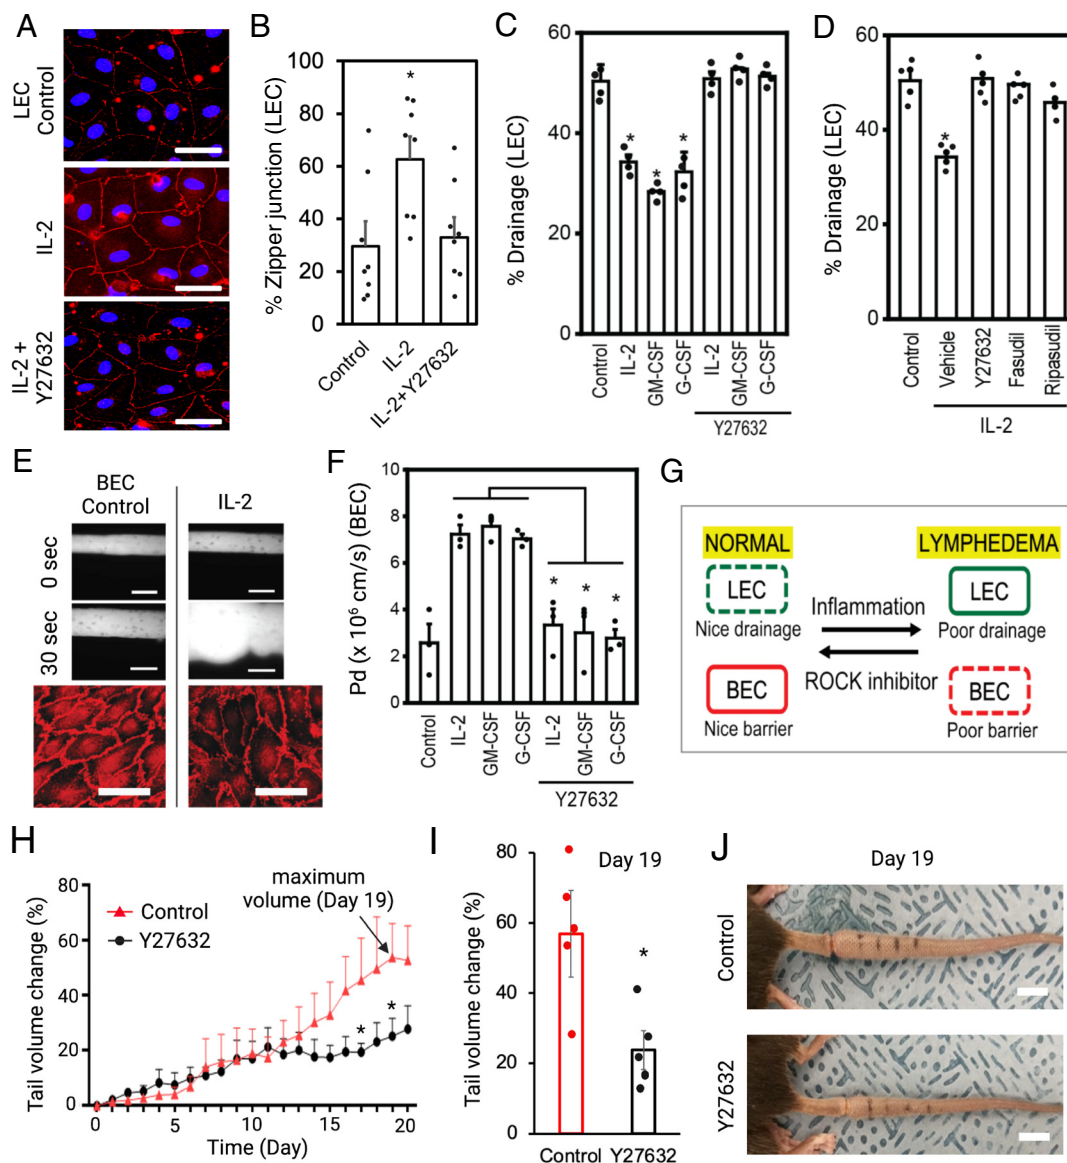 A
LEC
Control
IL-2
IL-2 +
Y27632
B
% Zipper junction (LEC)
100
80
60
40
20
0
*
Control
IL-2
IL-2+Y27632
C
% Drainage (LEC)
60
40
20
0
* * *
Control
IL-2
GM-CSF
G-CSF
IL-2
GM-CSF
G-CSF
Y27632
D
% Drainage (LEC)
60
40
20
0
*
Control
Vehicle
Y27632
Fasudil
Ripasudil
IL-2
E
BEC
Control
IL-2
0 sec
30 sec
F
Pd (x 10⁶ cm/s) (BEC)
10
8
6
4
2
0
* * *
Control
IL-2
GM-CSF
G-CSF
IL-2
GM-CSF
G-CSF
Y27632
G
NORMAL
LYMPHEDEMA
LEC
LEC
Nice drainage
Inflammation
Poor drainage
BEC
ROCK inhibitor
BEC
Nice barrier
Poor barrier
H
Tail volume change (%)
80
60
40
20
0
Control
Y27632
maximum
volume (Day 19)
* *
0 5 10 15 20
Time (Day)
I
Tail volume change (%)
80
60
40
20
0
Day 19
*
Control Y27632
J
Day 19
Control
Y27632